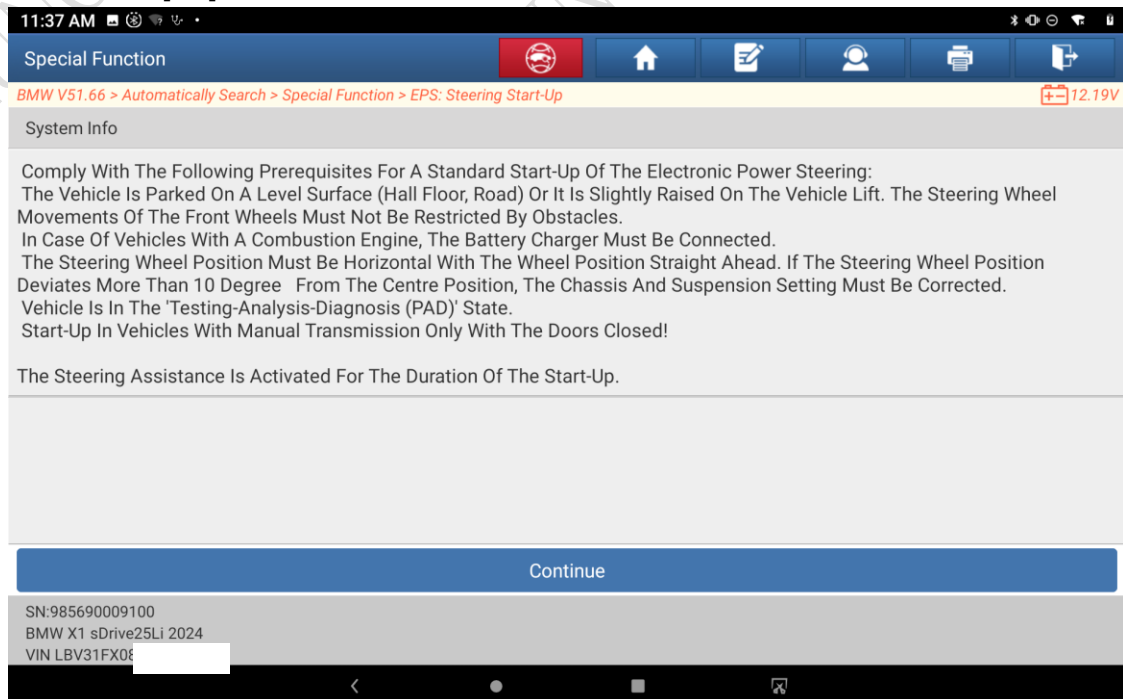 11:37 AM
Special Function
BMW V51.66 > Automatically Search > Special Function > EPS: Steering Start-Up
12.19V
System Info
Comply With The Following Prerequisites For A Standard Start-Up Of The Electronic Power Steering:
The Vehicle Is Parked On A Level Surface (Hall Floor, Road) Or It Is Slightly Raised On The Vehicle Lift. The Steering Wheel
Movements Of The Front Wheels Must Not Be Restricted By Obstacles.
In Case Of Vehicles With A Combustion Engine, The Battery Charger Must Be Connected.
The Steering Wheel Position Must Be Horizontal With The Wheel Position Straight Ahead. If The Steering Wheel Position
Deviates More Than 10 Degree From The Centre Position, The Chassis And Suspension Setting Must Be Corrected.
Vehicle Is In The 'Testing-Analysis-Diagnosis (PAD)' State.
Start-Up In Vehicles With Manual Transmission Only With The Doors Closed!
The Steering Assistance Is Activated For The Duration Of The Start-Up.
Continue
SN:985690009100
BMW X1 sDrive25Li 2024
VIN LBV31FX08